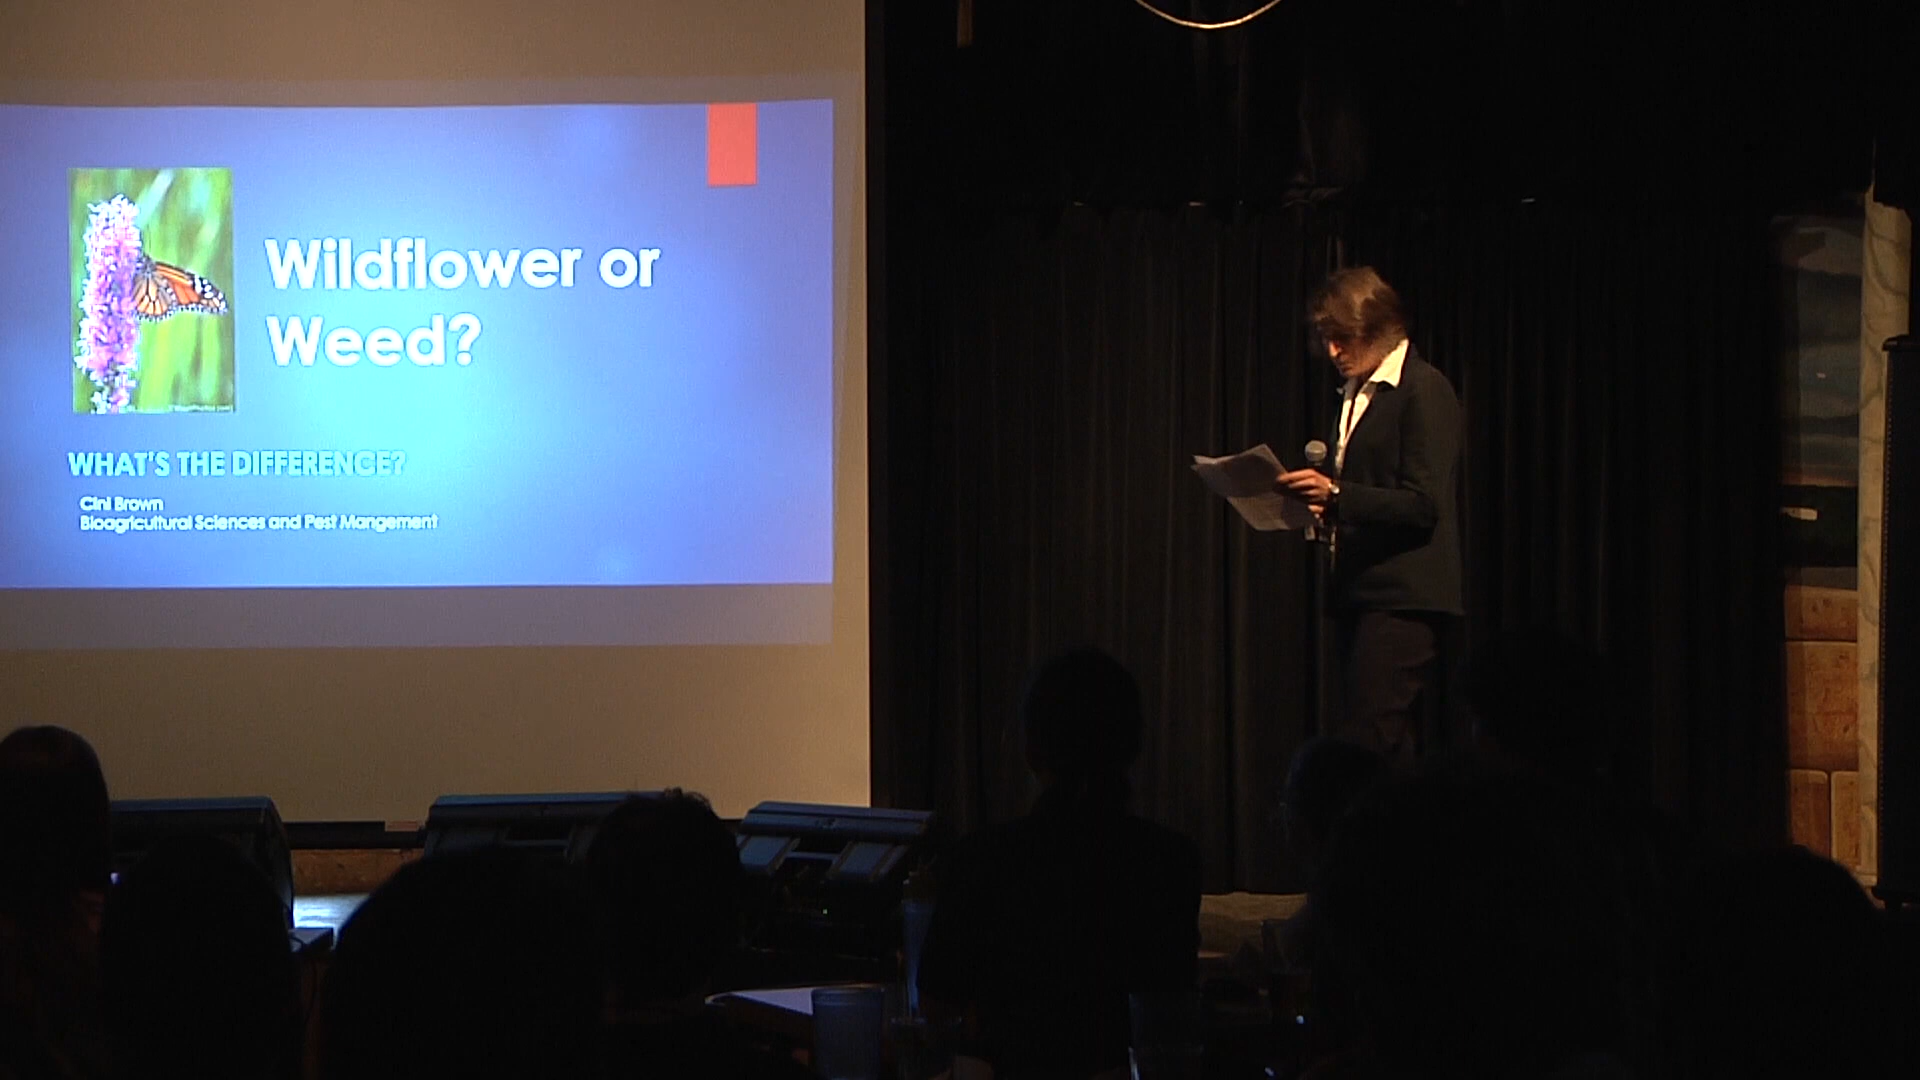 Wildflower or
Weed?
WHAT'S THE DIFFERENCE?
Cini Brown
Bioagricultural Sciences and Pest Mangement